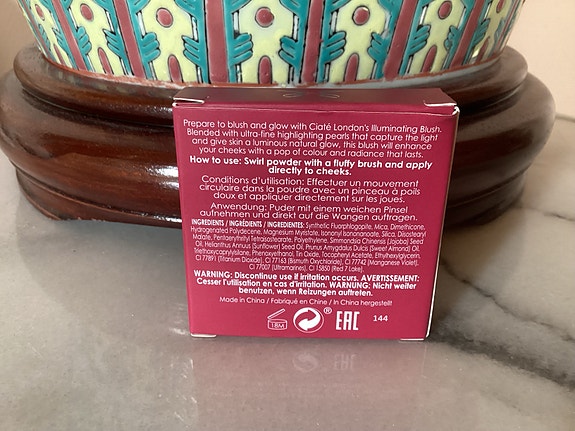 Prepare to blush and glow with Ciaté London's Illuminating Blush.
Blended with ultra-fine highlighting pearls that capture the light
and give skin a luminous natural glow, this blush will enhance
your cheeks with a pop of colour and radiance that lasts.
How to use: Swirl powder with a fluffy brush and apply
directly to cheeks.
Conditions d'utilisation: Effectuer un mouvement
circulaire dans la poudre avec un pinceau à poils
doux et appliquer directement sur les joues.
Anwendung: Puder mit einem weichen Pinsel
aufnehmen und direkt auf die Wangen auftragen.
INGREDIENTS / INGRÉDIENTS / INGREDIENTES: Synthetic Fluorphlogopite, Mica, Dimethicone,
Hydrogenated Polydecene, Magnesium Myristate, Isononyl Isononanoate, Silica, Diisostearyl
Malate, Pentaerythrityl Tetraisostearate, Polyethylene, Simmondsia Chinensis (Jojoba) Seed
Oil, Helianthus Annuus (Sunflower) Seed Oil, Prunus Amygdalus Dulcis (Sweet Almond) Oil,
Triethoxycaprylylsilane, Phenoxyethanol, Tin Oxide, Tocopheryl Acetate, Ethylhexylglycerin,
CI 77891 (Titanium Dioxide), CI 77163 (Bismuth Oxychloride), CI 77742 (Manganese Violet),
CI 77007 (Ultramarines), CI 15850 (Red 7 Lake).
WARNING: Discontinue use if irritation occurs. AVERTISSEMENT:
Cesser l'utilisation en cas d'irritation. WARNUNG: Nicht weiter
benutzen, wenn Reizungen auftreten.
Made in China / Fabriqué en Chine / In China hergestellt
18M ® EAC 144